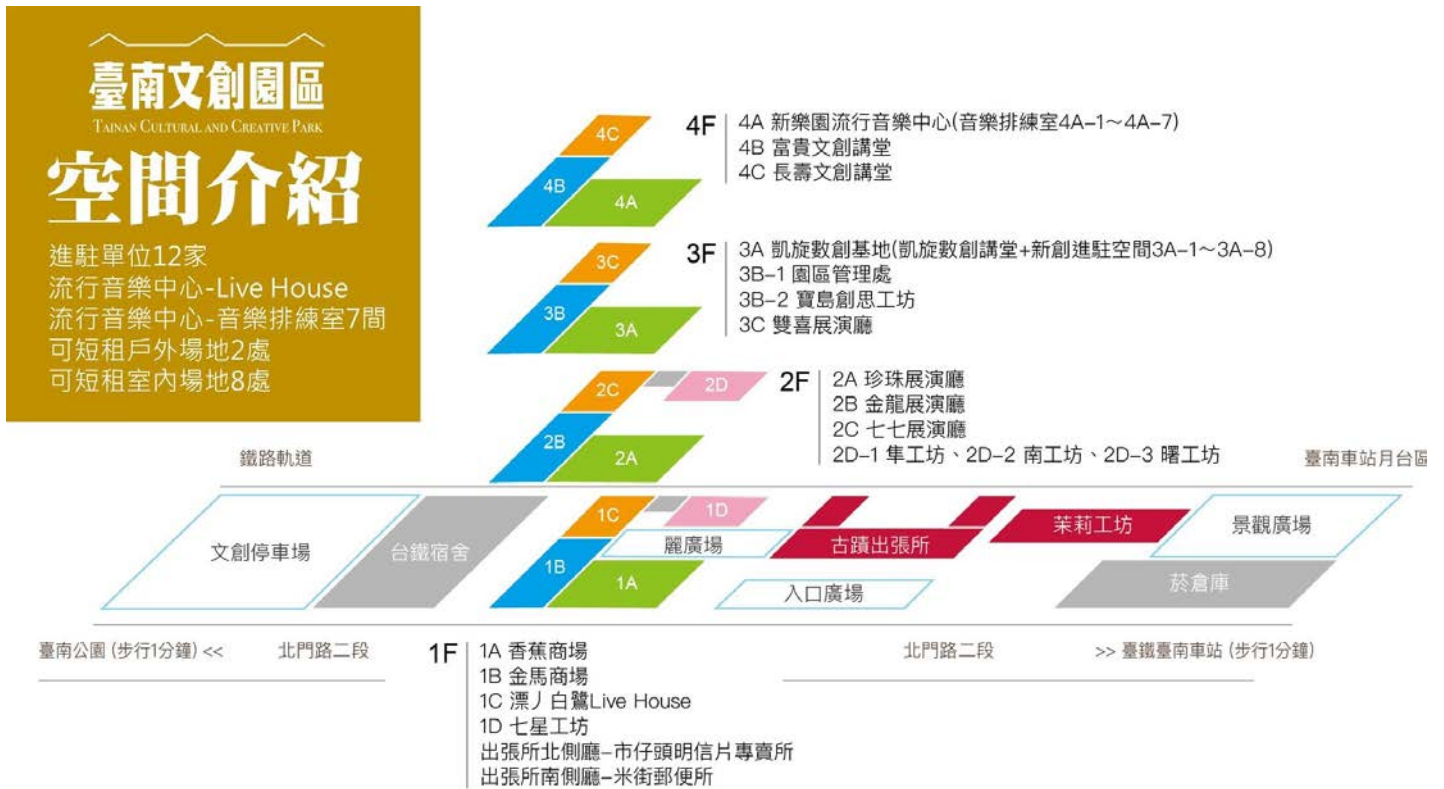 臺南文創園區
TAINAN CULTURAL AND CREATIVE PARK
空間介紹
進駐單位12家
流行音樂中心-Live House
流行音樂中心-音樂排練室7間
可短租戶外場地2處
可短租室內場地8處
4C
4B
4A
4F
4A 新樂園流行音樂中心(音樂排練室4A-1～4A-7)
4B 富貴文創講堂
4C 長壽文創講堂
3C
3B
3A
3F
3A 凱旋數創基地(凱旋數創講堂+新創進駐空間3A-1～3A-8)
3B-1 園區管理處
3B-2 寶島創思工坊
3C 雙喜展演廳
2C
2D
2B
2A
2F
2A 珍珠展演廳
2B 金龍展演廳
2C 七七展演廳
2D-1 隼工坊、2D-2 南工坊、2D-3 曙工坊
鐵路軌道
臺南車站月台區
文創停車場
台鐵宿舍
1C
1D
1B
1A
麗廣場
古蹟出張所
茉莉工坊
景觀廣場
入口廣場
菸倉庫
臺南公園 (步行1分鐘) <<
北門路二段
北門路二段
>> 臺鐵臺南車站 (步行1分鐘)
1F
1A 香蕉商場
1B 金馬商場
1C 漂丿白鷺Live House
1D 七星工坊
出張所北側廳–市仔頭明信片專賣所
出張所南側廳–米街郵便所